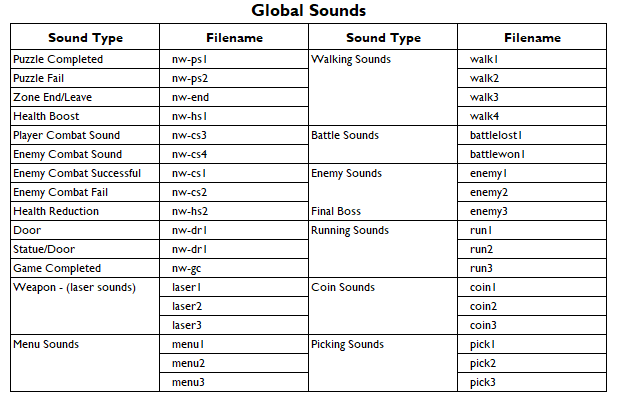 Global Sounds
Sound Type Filename Sound Type Filename
Puzzle Completed nw-ps1 Walking Sounds walk1
Puzzle Fail nw-ps2 walk2
Zone End/Leave nw-end walk3
Health Boost nw-hs1 walk4
Player Combat Sound nw-cs3 Battle Sounds battlelost1
Enemy Combat Sound nw-cs4 battlewon1
Enemy Combat Successful nw-cs1 Enemy Sounds enemy1
Enemy Combat Fail nw-cs2 enemy2
Health Reduction nw-hs2 Final Boss enemy3
Door nw-dr1 Running Sounds run1
Statue/Door nw-dr1 run2
Game Completed nw-gc run3
Weapon - (laser sounds) laser1 Coin Sounds coin1
laser2 coin2
laser3 coin3
Menu Sounds menu1 Picking Sounds pick1
menu2 pick2
menu3 pick3